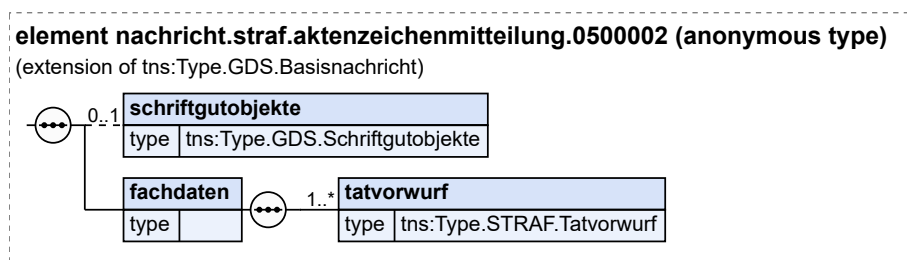 element nachricht.straf.aktenzeichenmitteilung.0500002 (anonymous type)
(extension of tns:Type.GDS.Basisnachricht)
0..1
schriftgutobjekte
type tns:Type.GDS.Schriftgutobjekte
fachdaten
type
1..*
tatvorwurf
type tns:Type.STRAF.Tatvorwurf